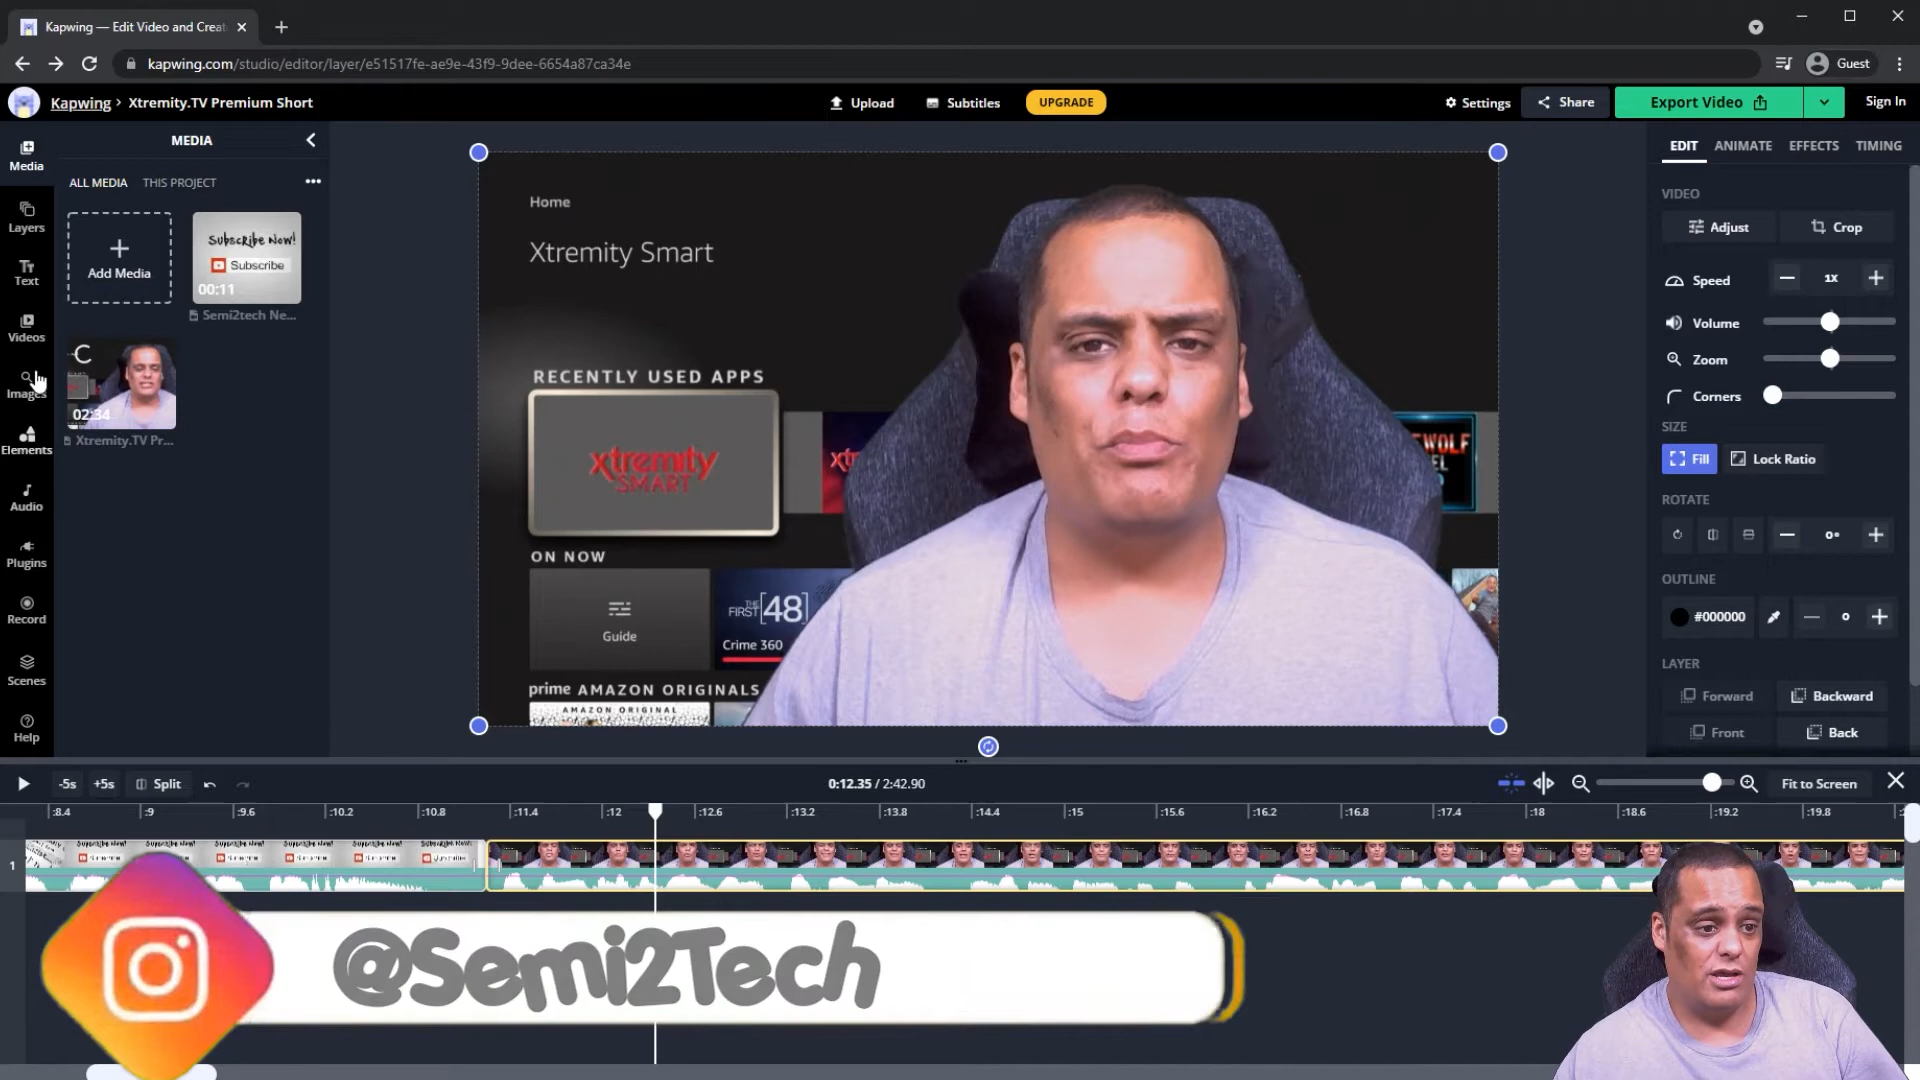 Kapwing — Edit Video and Creat
kapwing.com/studio/editor/layer/e51517fe-ae9e-43f9-9dee-6654a87ca34e
Guest
Kapwing › Xtremity.TV Premium Short
Upload
Subtitles
UPGRADE
Settings
Share
Export Video
Sign In
Media
Layers
Text
Videos
Images
Elements
Audio
Plugins
Record
Scenes
Help
MEDIA
ALL MEDIA
THIS PROJECT
Add Media
Subscribe Now!
Subscribe
00:11
Semi2tech Ne...
02:34
Xtremity.TV Pr...
Home
Xtremity Smart
RECENTLY USED APPS
xtremity
SMART
ON NOW
Guide
THE
FIRST [48]
Crime 360
prime AMAZON ORIGINALS
AMAZON ORIGINAL
EDIT
ANIMATE
EFFECTS
TIMING
VIDEO
Adjust
Crop
Speed
1X
Volume
Zoom
Corners
SIZE
Fill
Lock Ratio
ROTATE
0°
OUTLINE
#000000
0
LAYER
Forward
Backward
Front
Back
-5s
+5s
Split
0:12.35 / 2:42.90
Fit to Screen
:8.4
:9
:9.6
:10.2
:10.8
:11.4
:12
:12.6
:13.2
:13.8
:14.4
:15
:15.6
:16.2
:16.8
:17.4
:18
:18.6
:19.2
:19.8
1
@Semi2Tech